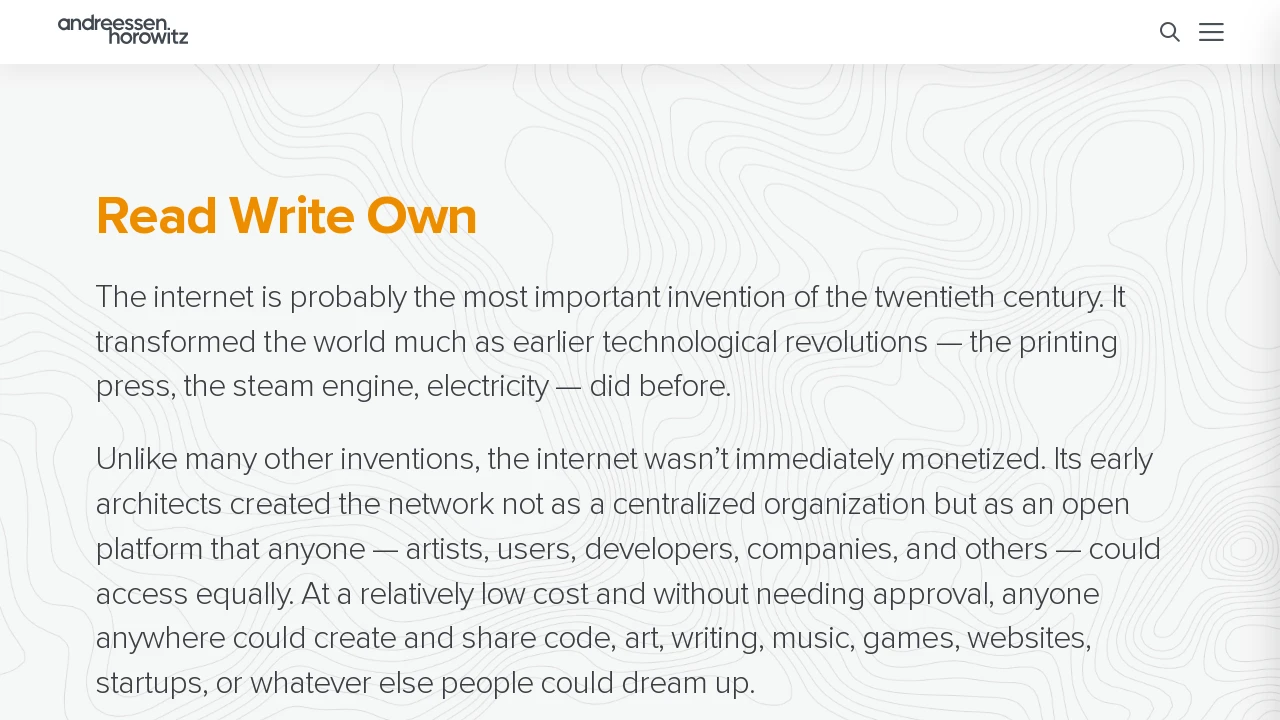 andreessen.
horowitz
Read Write Own
The internet is probably the most important invention of the twentieth century. It
transformed the world much as earlier technological revolutions — the printing
press, the steam engine, electricity — did before.
Unlike many other inventions, the internet wasn’t immediately monetized. Its early
architects created the network not as a centralized organization but as an open
platform that anyone — artists, users, developers, companies, and others — could
access equally. At a relatively low cost and without needing approval, anyone
anywhere could create and share code, art, writing, music, games, websites,
startups, or whatever else people could dream up.